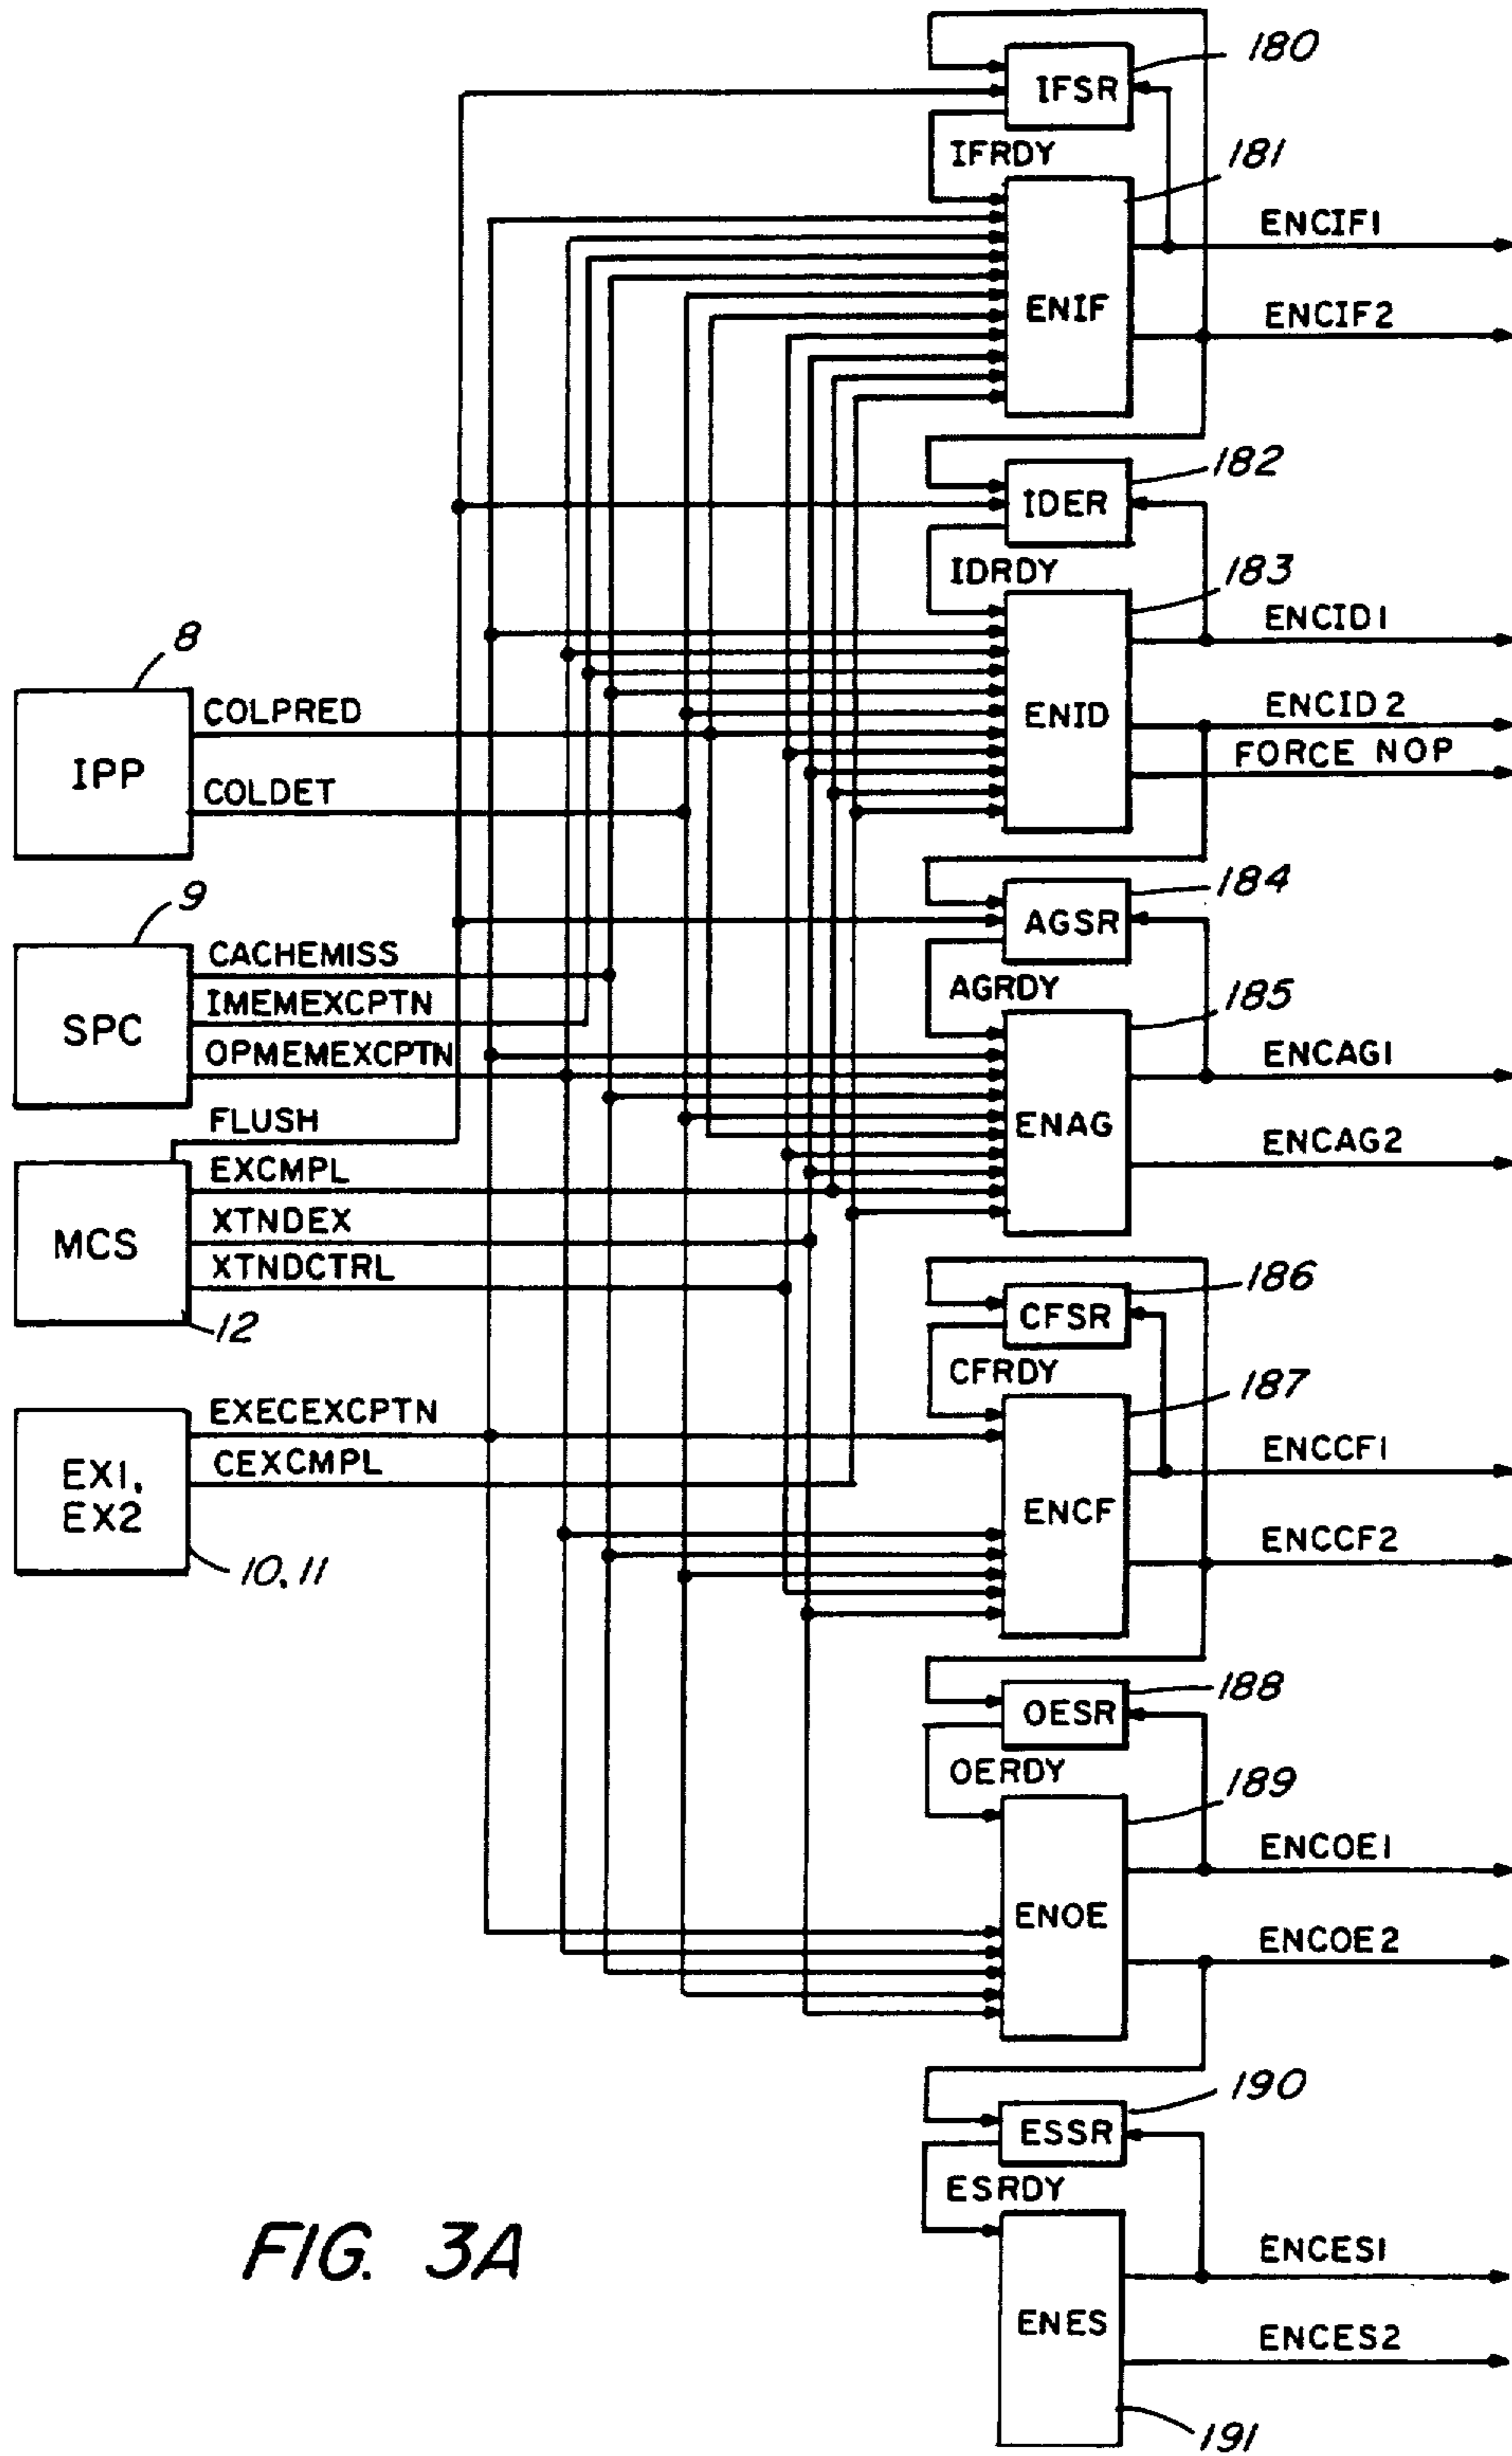 180
IFSR
IFRDY
181
ENIF
ENCIF1
ENCIF2
182
IDER
IDRDY
183
ENID
ENCID1
ENCID2
FORCE NOP
8
IPP
COLPRED
COLDET
184
AGSR
AGRDY
185
ENAG
ENCAG1
ENCAG2
9
SPC
CACHEMISS
IMEMEXCPTN
OPMEMEXCPTN
FLUSH
MCS
EXCMPL
XTNDEX
XTNDCTRL
12
186
CFSR
CFRDY
187
ENCF
ENCCF1
ENCCF2
EX1,
EX2
EXECEXCPTN
CEXCMPL
10,11
188
OESR
OERDY
189
ENOE
ENCOE1
ENCOE2
190
ESSR
ESRDY
ENES
ENCES1
ENCES2
191
FIG. 3A